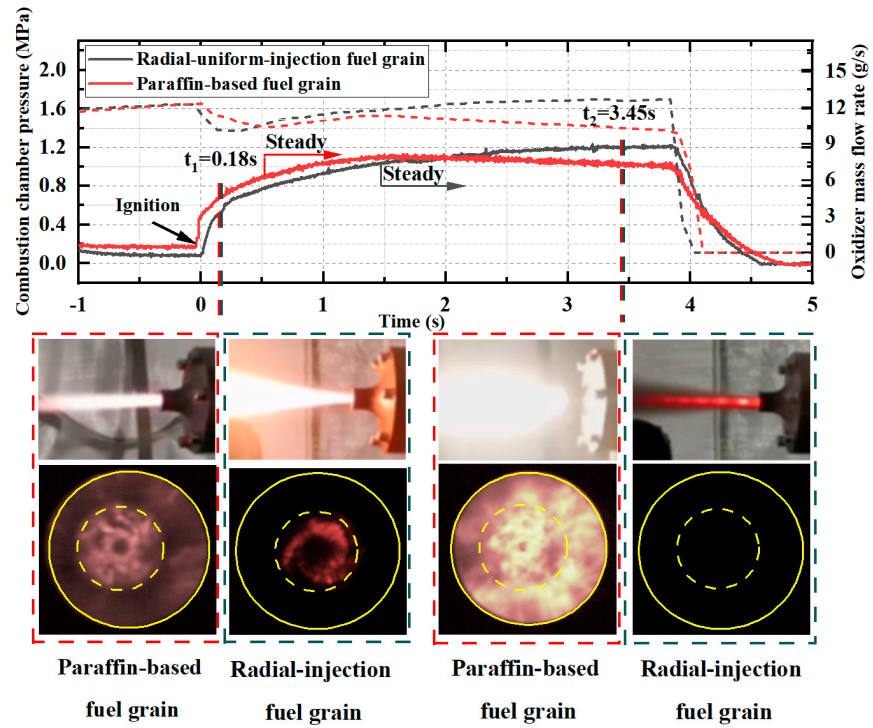 Combustion chamber pressure (MPa)
2.0
1.6
1.2
0.8
0.4
0.0
Radial-uniform-injection fuel grain
Paraffin-based fuel grain
t1=0.18s
Steady
Steady
t2=3.45s
Ignition
15
12
9
6
3
0
Oxidizer mass flow rate (g/s)
-1 0 1 2 3 4 5
Time (s)
Paraffin-based
fuel grain
Radial-injection
fuel grain
Paraffin-based
fuel grain
Radial-injection
fuel grain